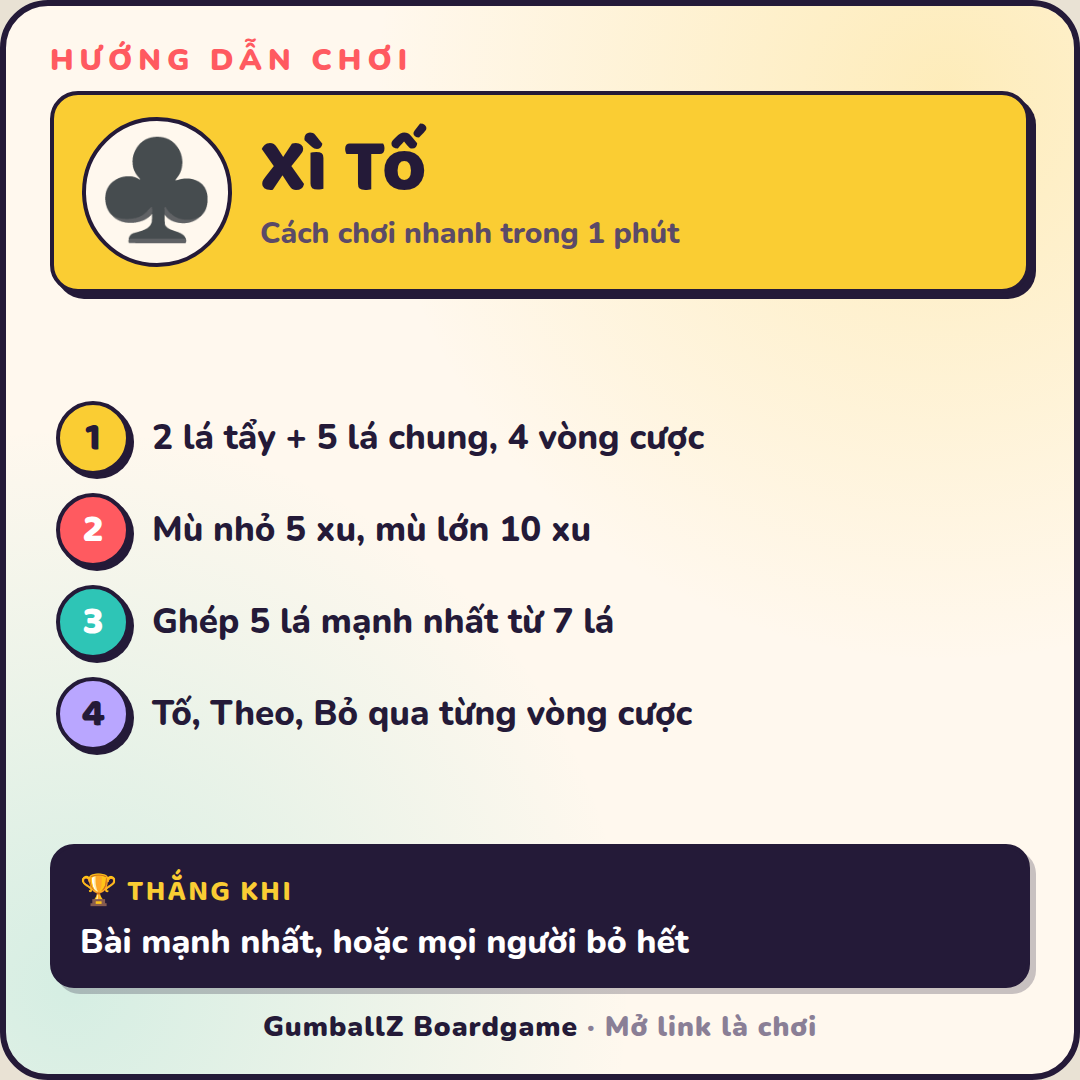 HƯỚNG DẪN CHƠI
Xì Tố
Cách chơi nhanh trong 1 phút
1 2 lá tẩy + 5 lá chung, 4 vòng cược
2 Mù nhỏ 5 xu, mù lớn 10 xu
3 Ghép 5 lá mạnh nhất từ 7 lá
4 Tố, Theo, Bỏ qua từng vòng cược
🏆 THẮNG KHI
Bài mạnh nhất, hoặc mọi người bỏ hết
GumballZ Boardgame · Mở link là chơi